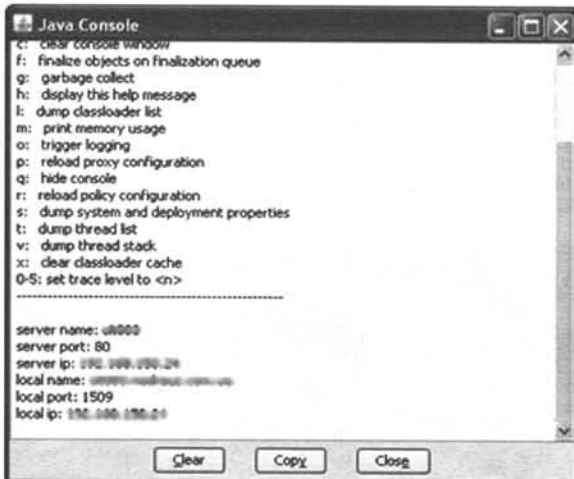 Java Console
c: clear console window
f: finalize objects on finalization queue
g: garbage collect
h: display this help message
l: dump classloader list
m: print memory usage
o: trigger logging
p: reload proxy configuration
q: hide console
r: reload policy configuration
s: dump system and deployment properties
t: dump thread list
v: dump thread stack
x: clear classloader cache
0-5: set trace level to <n>
----------------------------------------------------
server name:
server port: 80
server ip:
local name:
local port: 1509
local ip:
Clear Copy Close